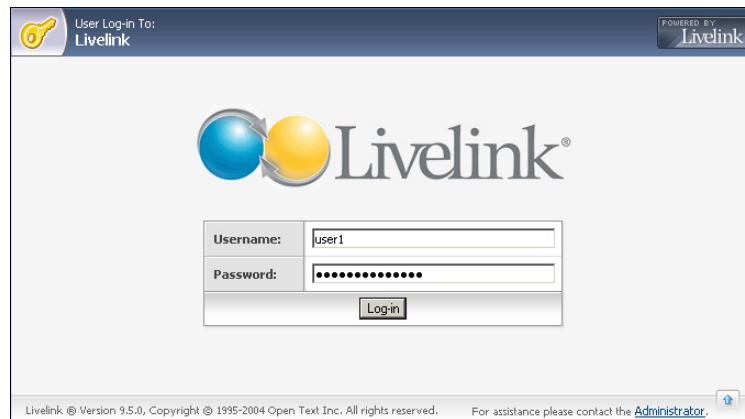 User Log-in To:
Livelink
POWERED BY
Livelink
Livelink®
Username: user1
Password: ●●●●●●●●●●●●●●
Log-in
Livelink ® Version 9.5.0, Copyright © 1995-2004 Open Text Inc. All rights reserved. For assistance please contact the Administrator.